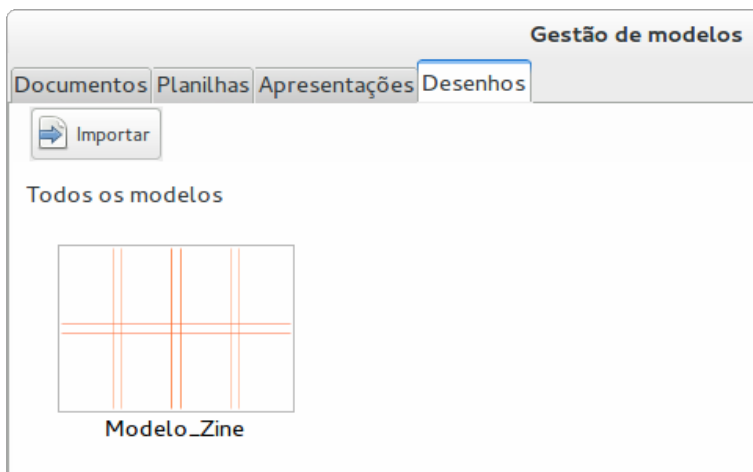 Gestão de modelos
Documentos Planilhas Apresentações Desenhos
Importar
Todos os modelos
Modelo_Zine